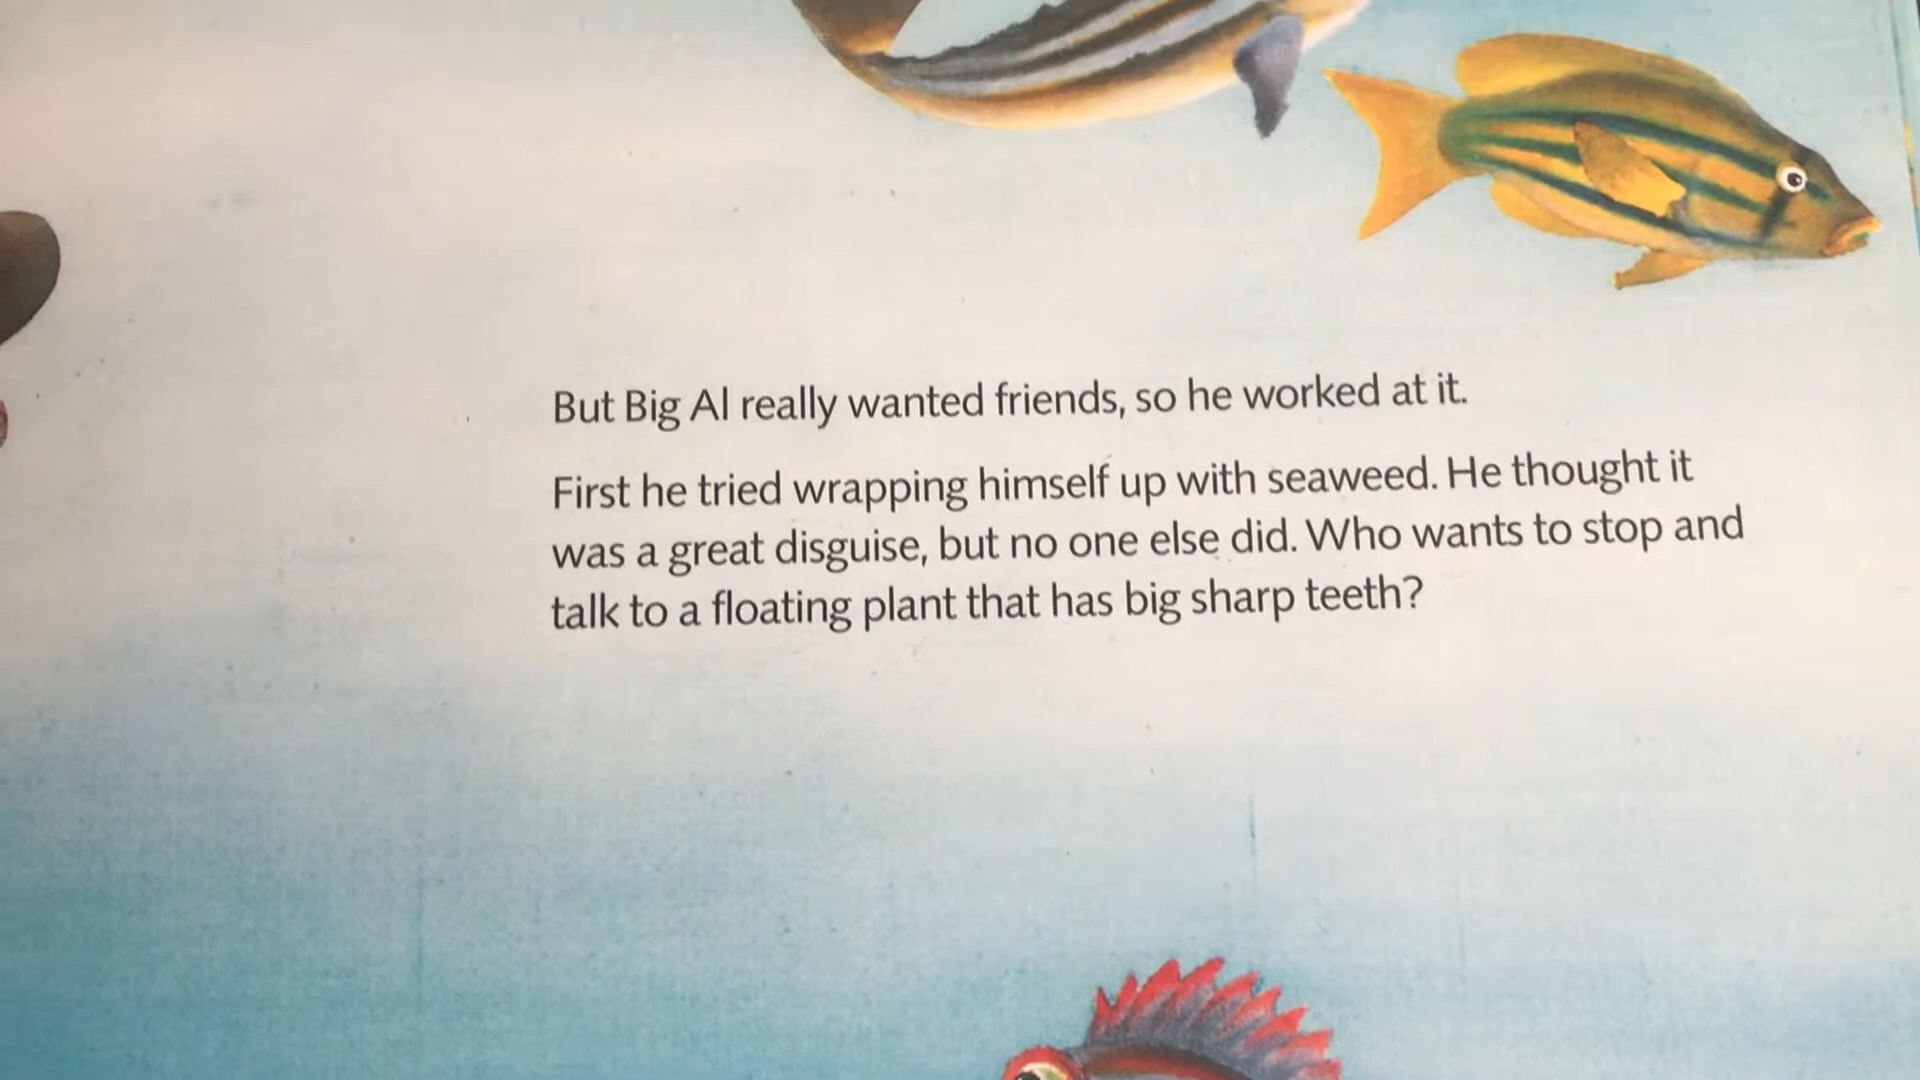 But Big Al really wanted friends, so he worked at it.
First he tried wrapping himself up with seaweed. He thought it
was a great disguise, but no one else did. Who wants to stop and
talk to a floating plant that has big sharp teeth?